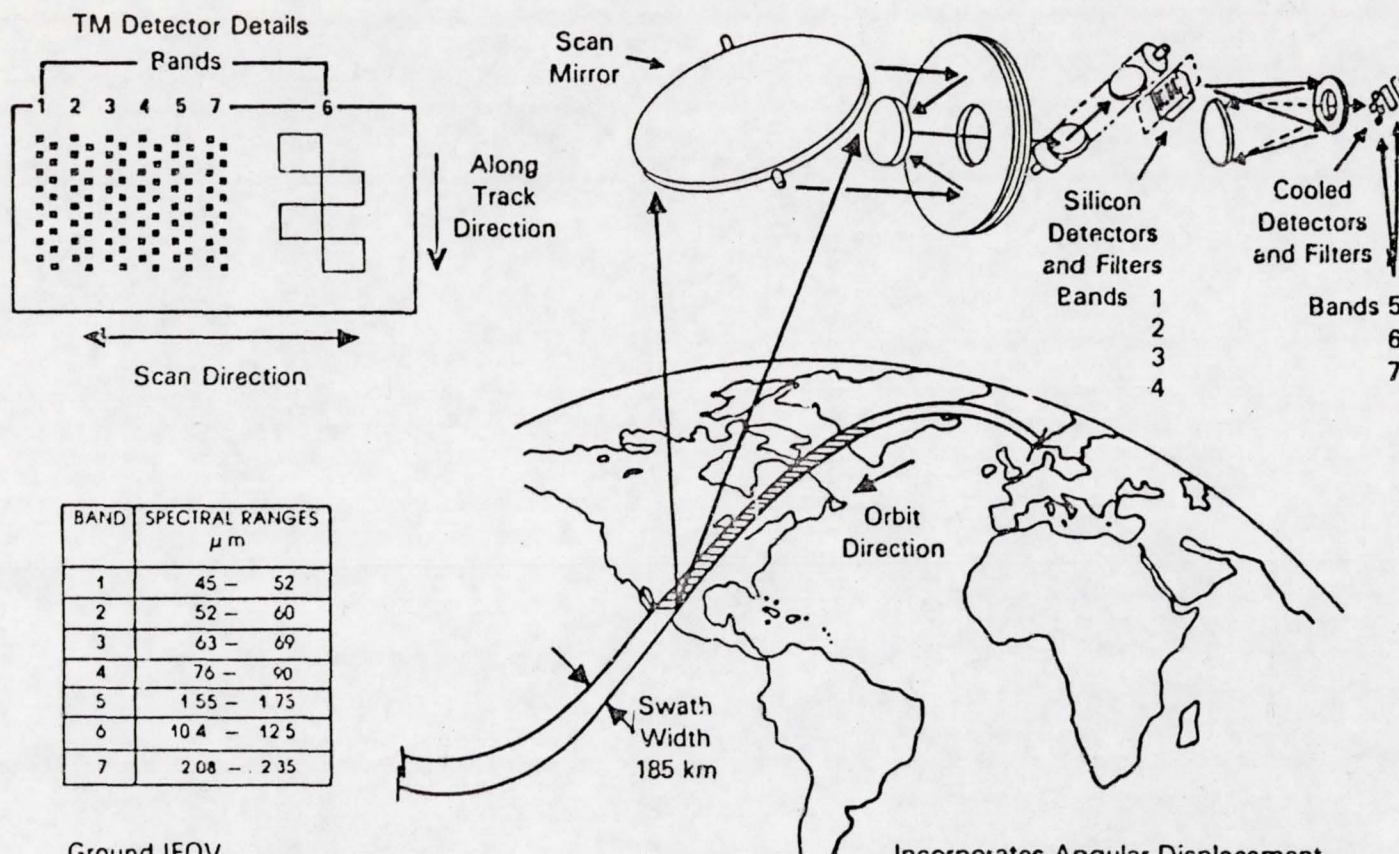 TM Detector Details
Bands
1 2 3 4 5 7 6
Along
Track
Direction
Scan Direction
Scan
Mirror
Silicon
Detectors
and Filters
Bands 1
2
3
4
Cooled
Detectors
and Filters
Bands 5
6
7
Orbit
Direction
Swath
Width
185 km
BAND SPECTRAL RANGES
μm
1 45 – 52
2 52 – 60
3 63 – 69
4 76 – 90
5 1 55 – 1 75
6 10 4 – 12 5
7 2 08 – 2 35
Ground IFOV
Incorporates Angular Displacement